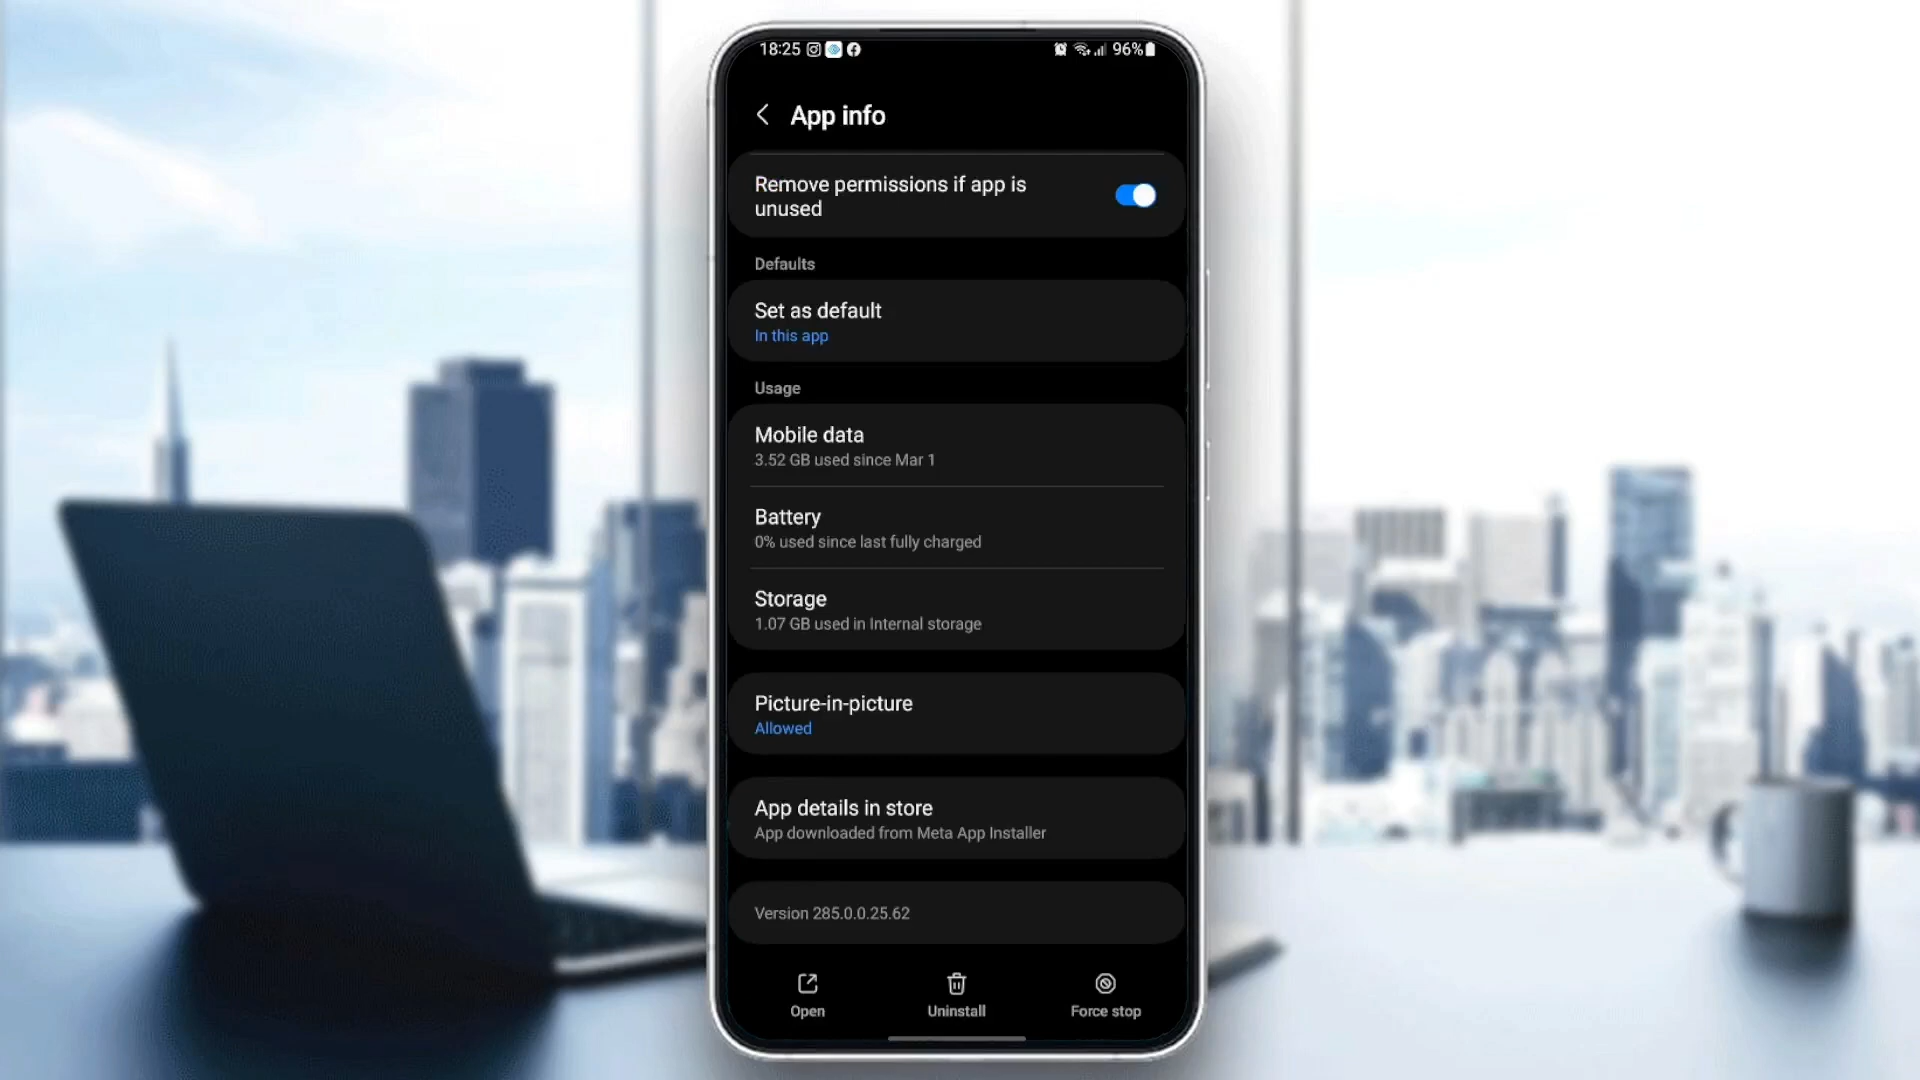 18:25 96%
App info
Remove permissions if app is
unused
Defaults
Set as default
In this app
Usage
Mobile data
3.52 GB used since Mar 1
Battery
0% used since last fully charged
Storage
1.07 GB used in Internal storage
Picture-in-picture
Allowed
App details in store
App downloaded from Meta App Installer
Version 285.0.0.25.62
Open Uninstall Force stop